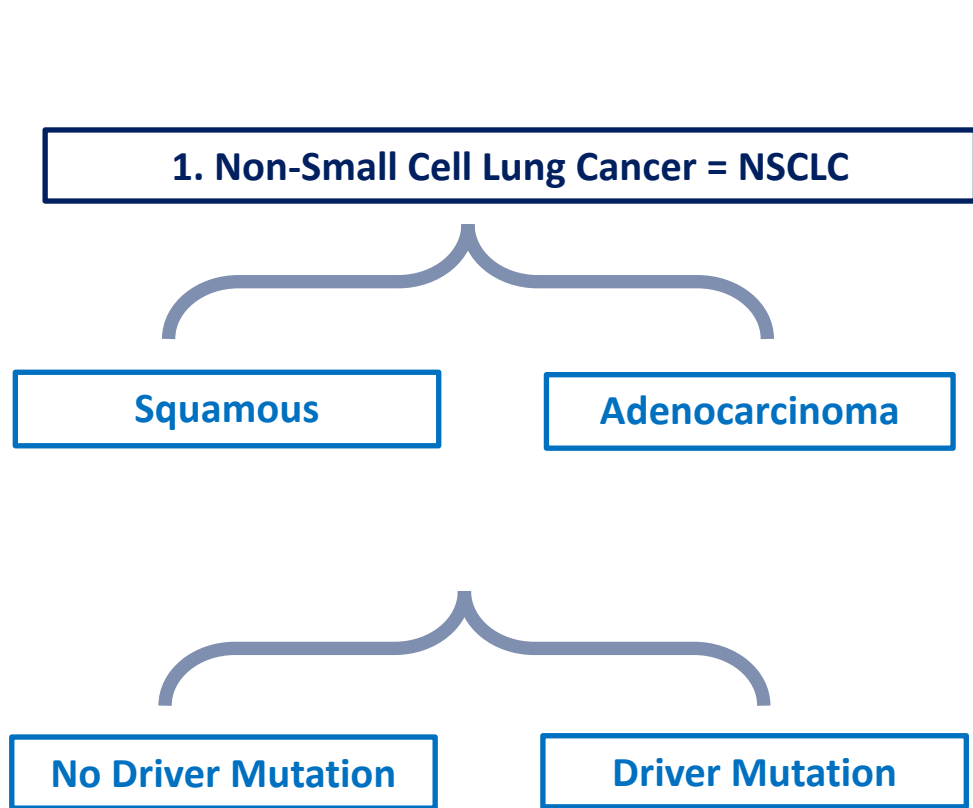 1. Non-Small Cell Lung Cancer = NSCLC
Squamous
Adenocarcinoma
No Driver Mutation
Driver Mutation